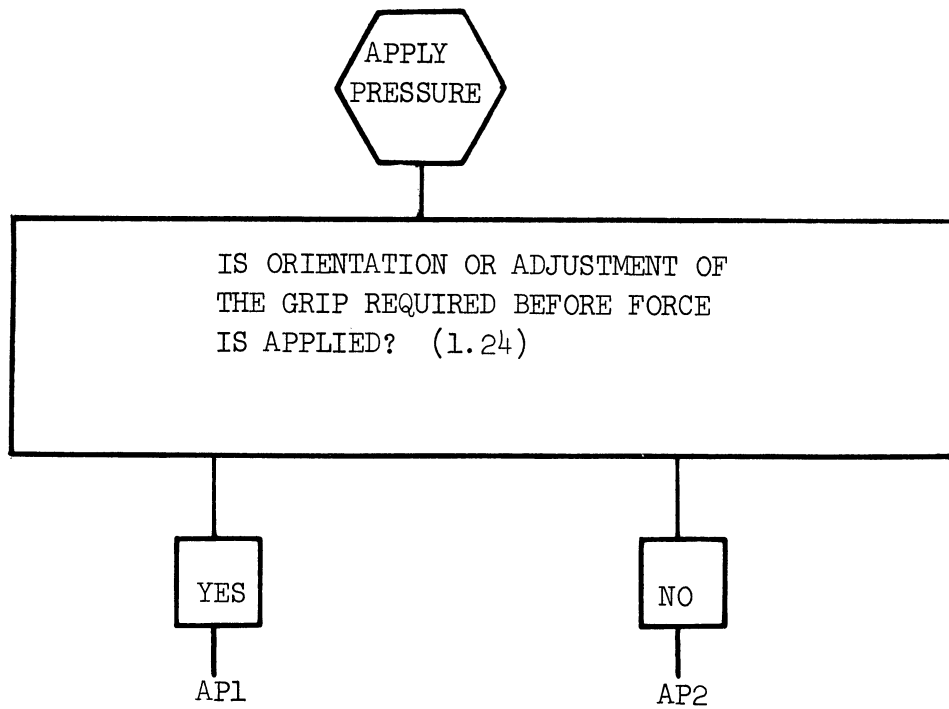 APPLY
PRESSURE
IS ORIENTATION OR ADJUSTMENT OF
THE GRIP REQUIRED BEFORE FORCE
IS APPLIED? (1.24)
YES
NO
AP1
AP2